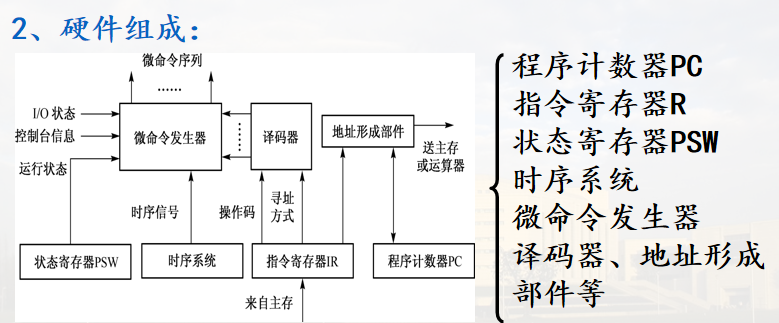 2、硬件组成：
微命令序列
……
I/O 状态
控制台信息
运行状态
微命令发生器
译码器
地址形成部件
送主存
或运算器
时序信号
操作码
寻址
方式
状态寄存器PSW
时序系统
指令寄存器IR
程序计数器PC
来自主存
程序计数器PC
指令寄存器R
状态寄存器PSW
时序系统
微命令发生器
译码器、地址形成
部件等